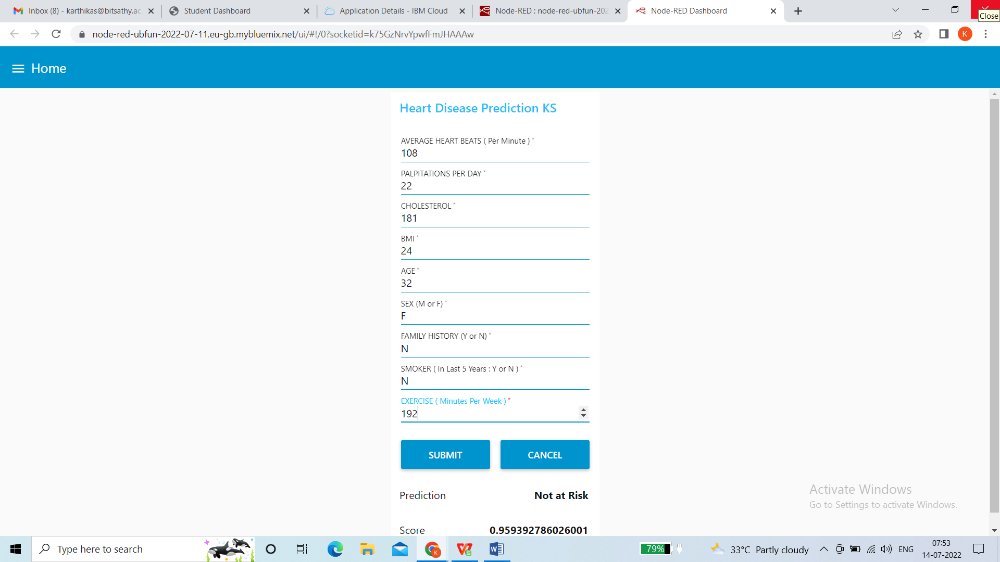 Inbox (8) - karthikas@bitsathy.ac.
Student Dashboard
Application Details - IBM Cloud
Node-RED : node-red-ubfun-202
Node-RED Dashboard
Close
node-red-ubfun-2022-07-11.eu-gb.mybluemix.net/ui/#!/0?socketid=k75GzNrvYpwfFmJHAAAw
K
Home
Heart Disease Prediction KS
AVERAGE HEART BEATS ( Per Minute ) *
108
PALPITATIONS PER DAY *
22
CHOLESTEROL *
181
BMI *
24
AGE *
32
SEX (M or F) *
F
FAMILY HISTORY (Y or N) *
N
SMOKER ( In Last 5 Years : Y or N ) *
N
EXERCISE ( Minutes Per Week ) *
192
SUBMIT
CANCEL
Prediction
Not at Risk
Score
0.959392786026001
Activate Windows
Go to Settings to activate Windows.
Type here to search
79%
33°C Partly cloudy
ENG
07:53
14-07-2022